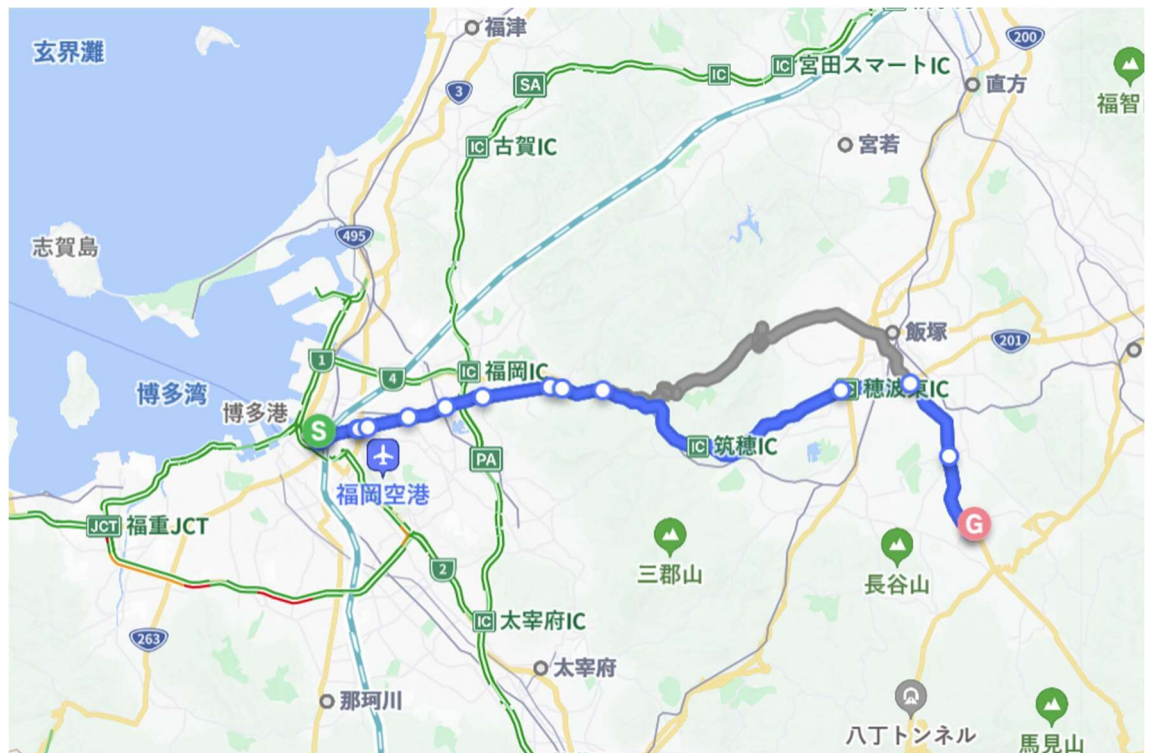 福津
200
玄界灘
IC
宮田スマートIC
SA
3
直方
福智
IC
古賀IC
宮若
495
志賀島
飯塚
201
1
4
IC
福岡IC
博多湾
博多港
穂波東IC
S
IC
筑穂IC
PA
福岡空港
JCT
福重JCT
G
2
三郡山
長谷山
IC
太宰府IC
263
太宰府
那珂川
八丁トンネル
馬見山